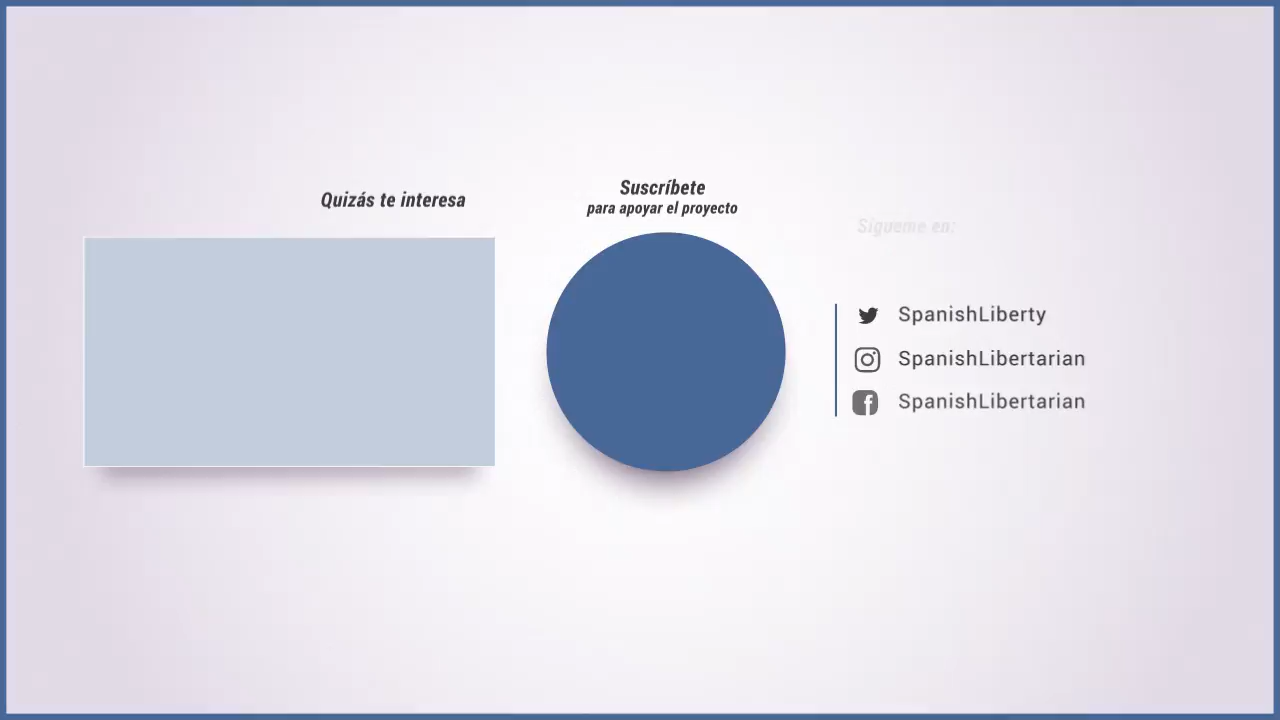 Quizás te interesa
Suscríbete
para apoyar el proyecto
Sígueme en:
SpanishLiberty
SpanishLibertarian
SpanishLibertarian